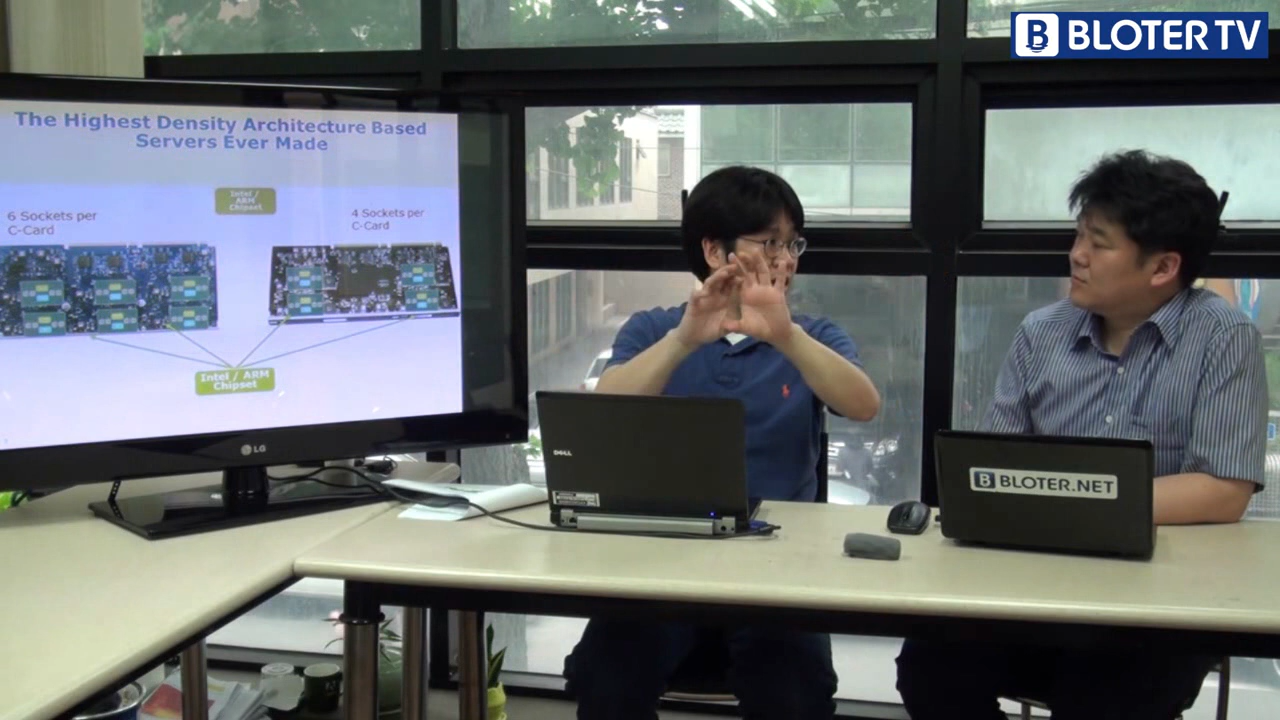 B BLOTER TV
The Highest Density Architecture Based
Servers Ever Made
Intel /
ARM
Chipset
6 Sockets per
C-Card
4 Sockets per
C-Card
Intel / ARM
Chipset
LG
DELL
B BLOTER.NET